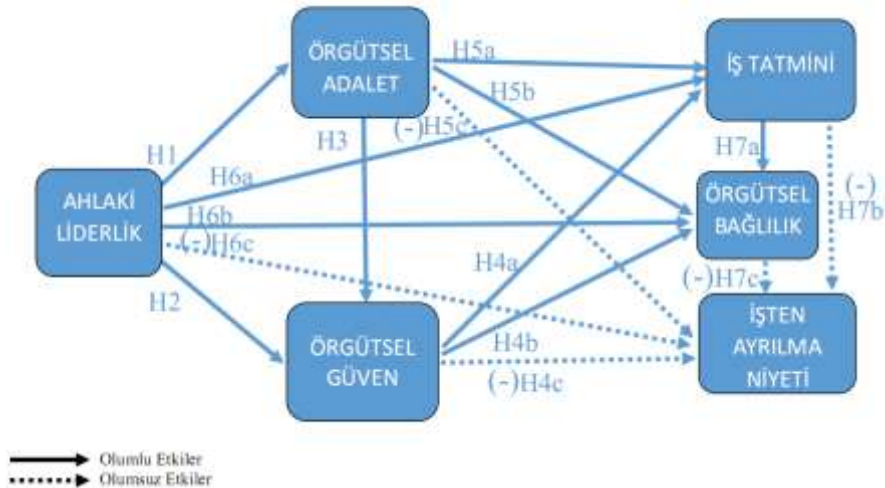 ÖRGÜTSEL
ADALET
H5a
İŞ TATMİNİ
H5b
H1
H3
(-)H5c
H7a
H6a
AHLAKİ
LİDERLİK
H6b
(-)H6c
ÖRGÜTSEL
BAĞLILIK
(-)
H7b
H4a
(-)H7c
H2
ÖRGÜTSEL
GÜVEN
H4b
(-)H4c
İŞTEN
AYRILMA
NİYETİ
Olumlu Etkiler
Olumsuz Etkiler